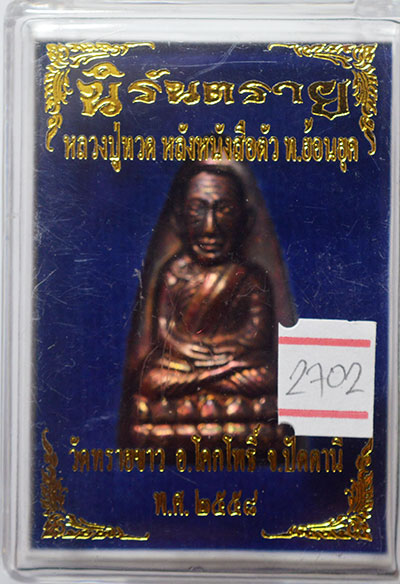 นิรันตราย
หลวงปู่ทวด หลังหนังสือตัว ท.ย้อนยุค
2702
วัดทรายขาว อ.โคกโพธิ์ จ.ปัตตานี
พ.ศ. ๒๕๕๘